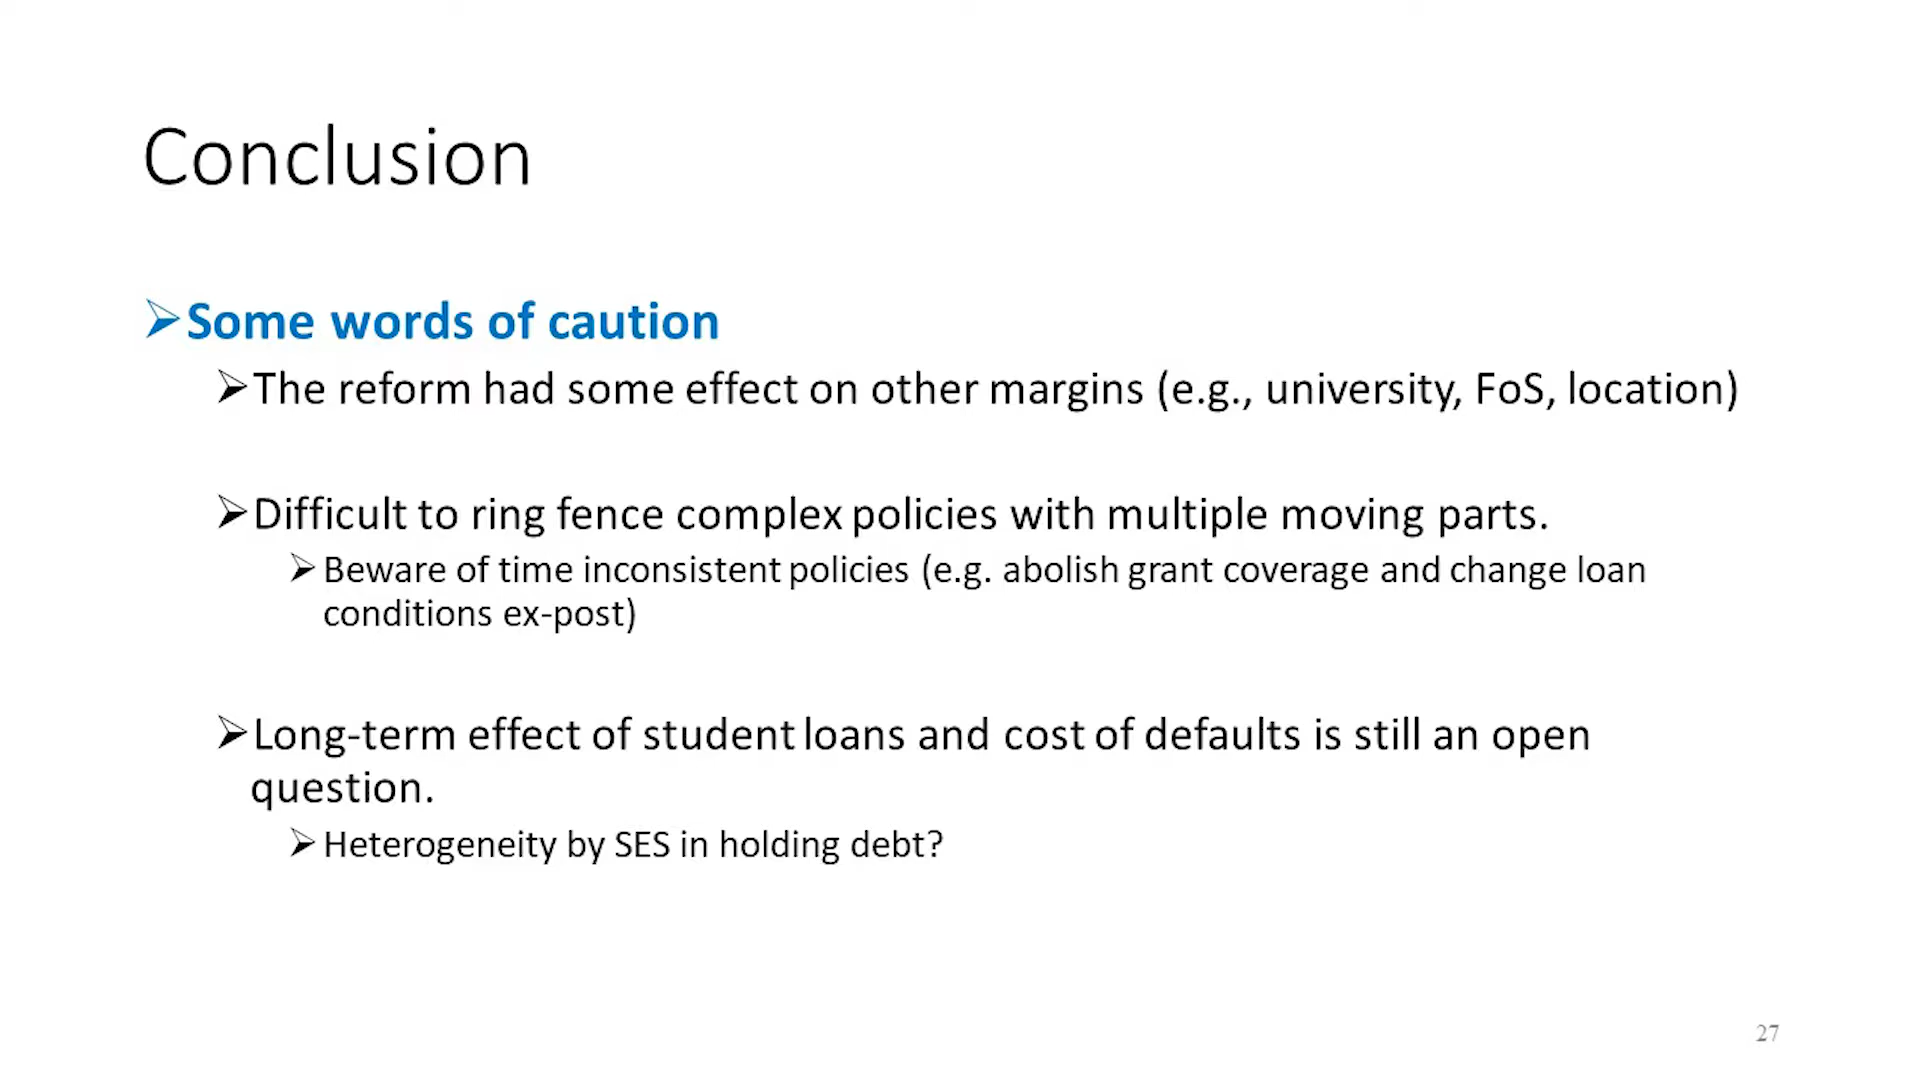 Conclusion
➢Some words of caution
➢The reform had some effect on other margins (e.g., university, FoS, location)
➢Difficult to ring fence complex policies with multiple moving parts.
➢Beware of time inconsistent policies (e.g. abolish grant coverage and change loan
conditions ex-post)
➢Long-term effect of student loans and cost of defaults is still an open
question.
➢Heterogeneity by SES in holding debt?
27